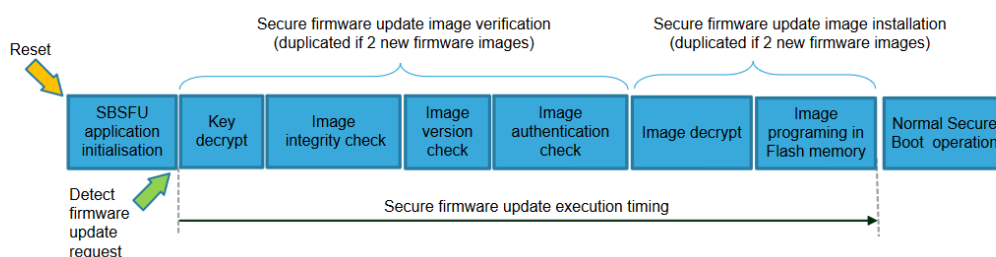 Secure firmware update image verification
(duplicated if 2 new firmware images)
Secure firmware update image installation
(duplicated if 2 new firmware images)
Reset
SBSFU
application
initialisation
Key
decrypt
Image
integrity check
Image
version
check
Image
authentication
check
Image decrypt
Image
programing in
Flash memory
Normal Secure
Boot operation
Detect
firmware
update
request
Secure firmware update execution timing